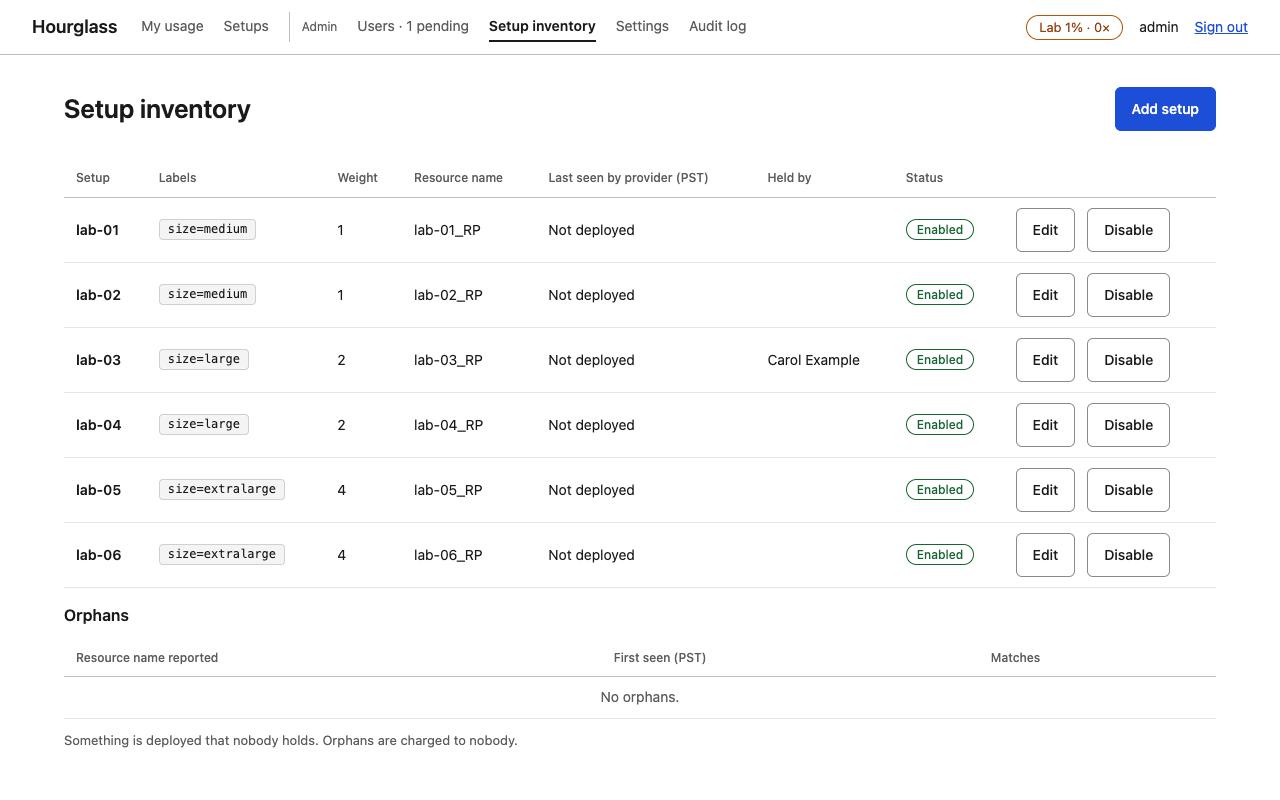 Hourglass My usage Setups Admin Users · 1 pending Setup inventory Settings Audit log Lab 1% · 0× admin Sign out
Setup inventory Add setup
Setup Labels Weight Resource name Last seen by provider (PST) Held by Status
lab-01 size=medium 1 lab-01_RP Not deployed Enabled Edit Disable
lab-02 size=medium 1 lab-02_RP Not deployed Enabled Edit Disable
lab-03 size=large 2 lab-03_RP Not deployed Carol Example Enabled Edit Disable
lab-04 size=large 2 lab-04_RP Not deployed Enabled Edit Disable
lab-05 size=extralarge 4 lab-05_RP Not deployed Enabled Edit Disable
lab-06 size=extralarge 4 lab-06_RP Not deployed Enabled Edit Disable
Orphans
Resource name reported First seen (PST) Matches
No orphans.
Something is deployed that nobody holds. Orphans are charged to nobody.